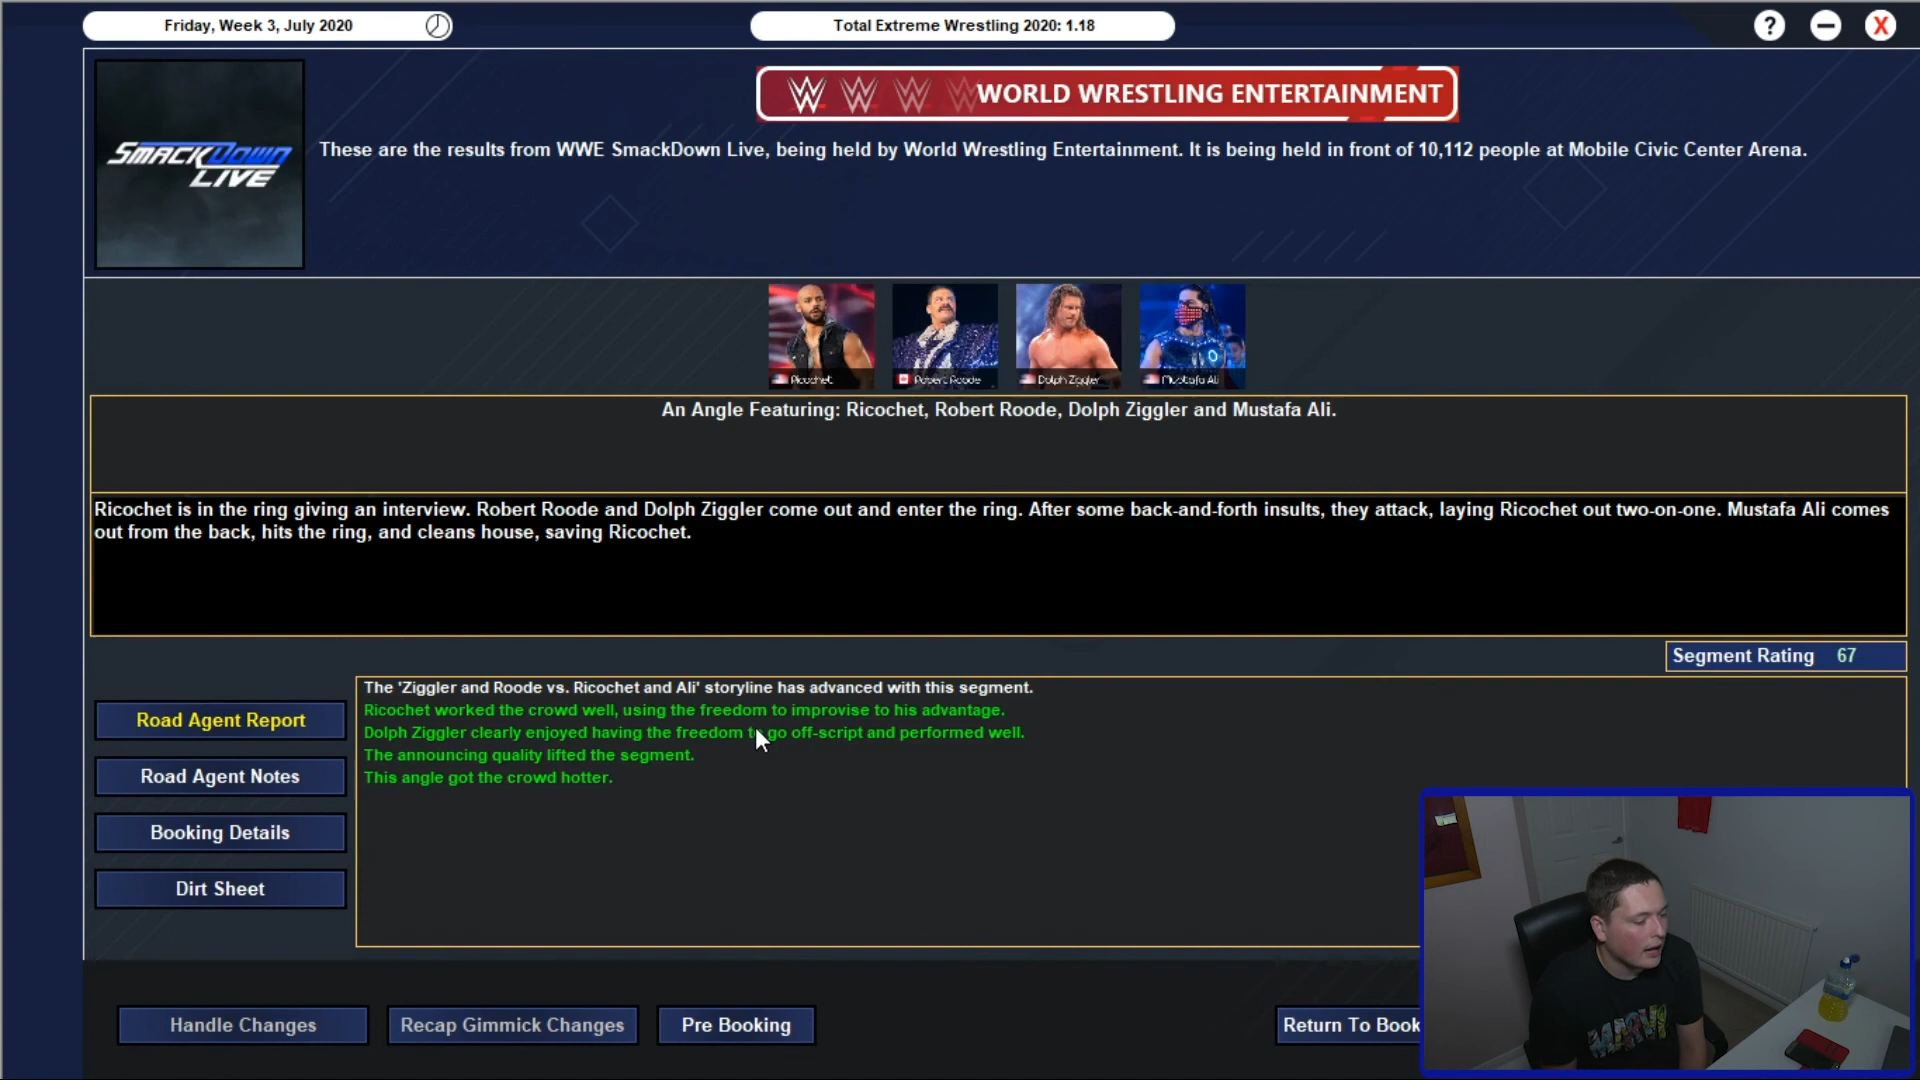 Friday, Week 3, July 2020
Total Extreme Wrestling 2020: 1.18
?
X
WORLD WRESTLING ENTERTAINMENT
SMACKDOWN
LIVE
These are the results from WWE SmackDown Live, being held by World Wrestling Entertainment. It is being held in front of 10,112 people at Mobile Civic Center Arena.
Ricochet
Robert Roode
Dolph Ziggler
Mustafa Ali
An Angle Featuring: Ricochet, Robert Roode, Dolph Ziggler and Mustafa Ali.
Ricochet is in the ring giving an interview. Robert Roode and Dolph Ziggler come out and enter the ring. After some back-and-forth insults, they attack, laying Ricochet out two-on-one. Mustafa Ali comes
out from the back, hits the ring, and cleans house, saving Ricochet.
Segment Rating 67
Road Agent Report
Road Agent Notes
Booking Details
Dirt Sheet
The 'Ziggler and Roode vs. Ricochet and Ali' storyline has advanced with this segment.
Ricochet worked the crowd well, using the freedom to improvise to his advantage.
Dolph Ziggler clearly enjoyed having the freedom to go off-script and performed well.
The announcing quality lifted the segment.
This angle got the crowd hotter.
Handle Changes
Recap Gimmick Changes
Pre Booking
Return To Book
MARVEL